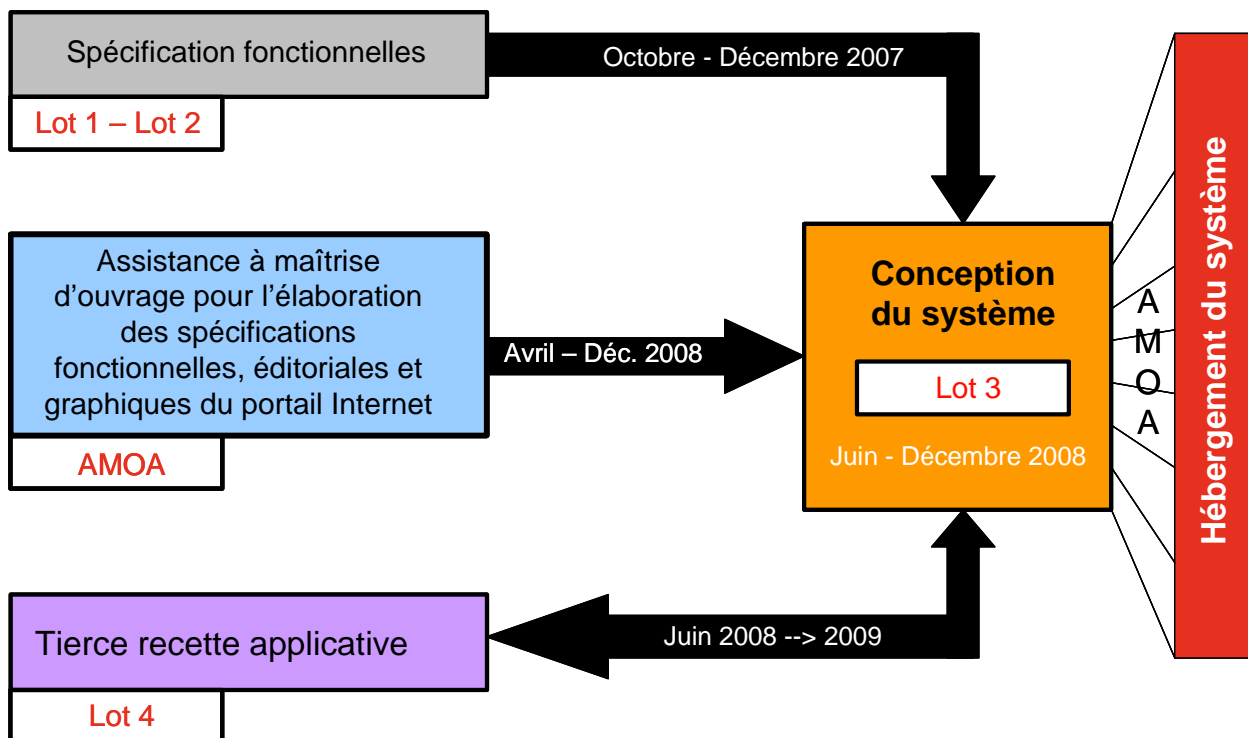 Spécification fonctionnelles
Lot 1 – Lot 2
Octobre - Décembre 2007
Assistance à maîtrise
d’ouvrage pour l’élaboration
des spécifications
fonctionnelles, éditoriales et
graphiques du portail Internet
AMOA
Avril – Déc. 2008
Conception
du système
Lot 3
Juin - Décembre 2008
A
M
O
A
Hébergement du système
Tierce recette applicative
Lot 4
Juin 2008 --> 2009